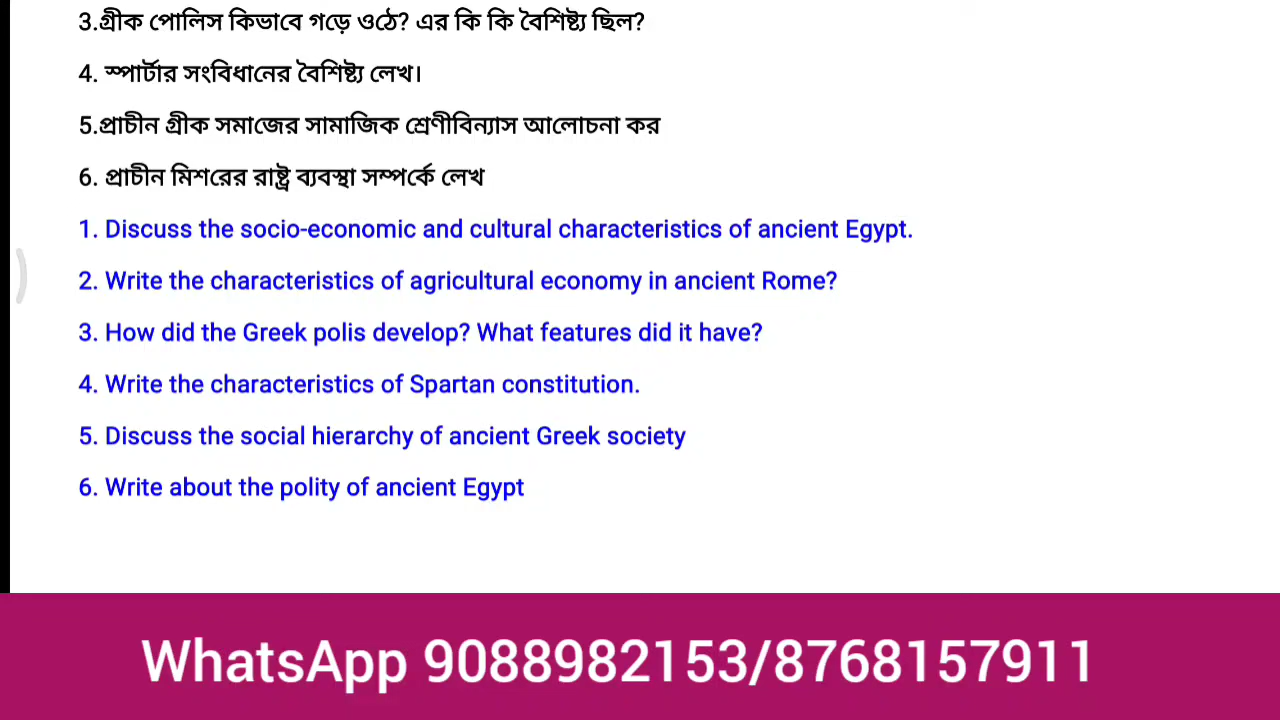 3.গ্রীক পোলিস কিভাবে গড়ে ওঠে? এর কি কি বৈশিষ্ট্য ছিল?
4. স্পার্টার সংবিধানের বৈশিষ্ট্য লেখ।
5.প্রাচীন গ্রীক সমাজের সামাজিক শ্রেণীবিন্যাস আলোচনা কর
6. প্রাচীন মিশরের রাষ্ট্র ব্যবস্থা সম্পর্কে লেখ
1. Discuss the socio-economic and cultural characteristics of ancient Egypt.
2. Write the characteristics of agricultural economy in ancient Rome?
3. How did the Greek polis develop? What features did it have?
4. Write the characteristics of Spartan constitution.
5. Discuss the social hierarchy of ancient Greek society
6. Write about the polity of ancient Egypt
WhatsApp 9088982153/8768157911